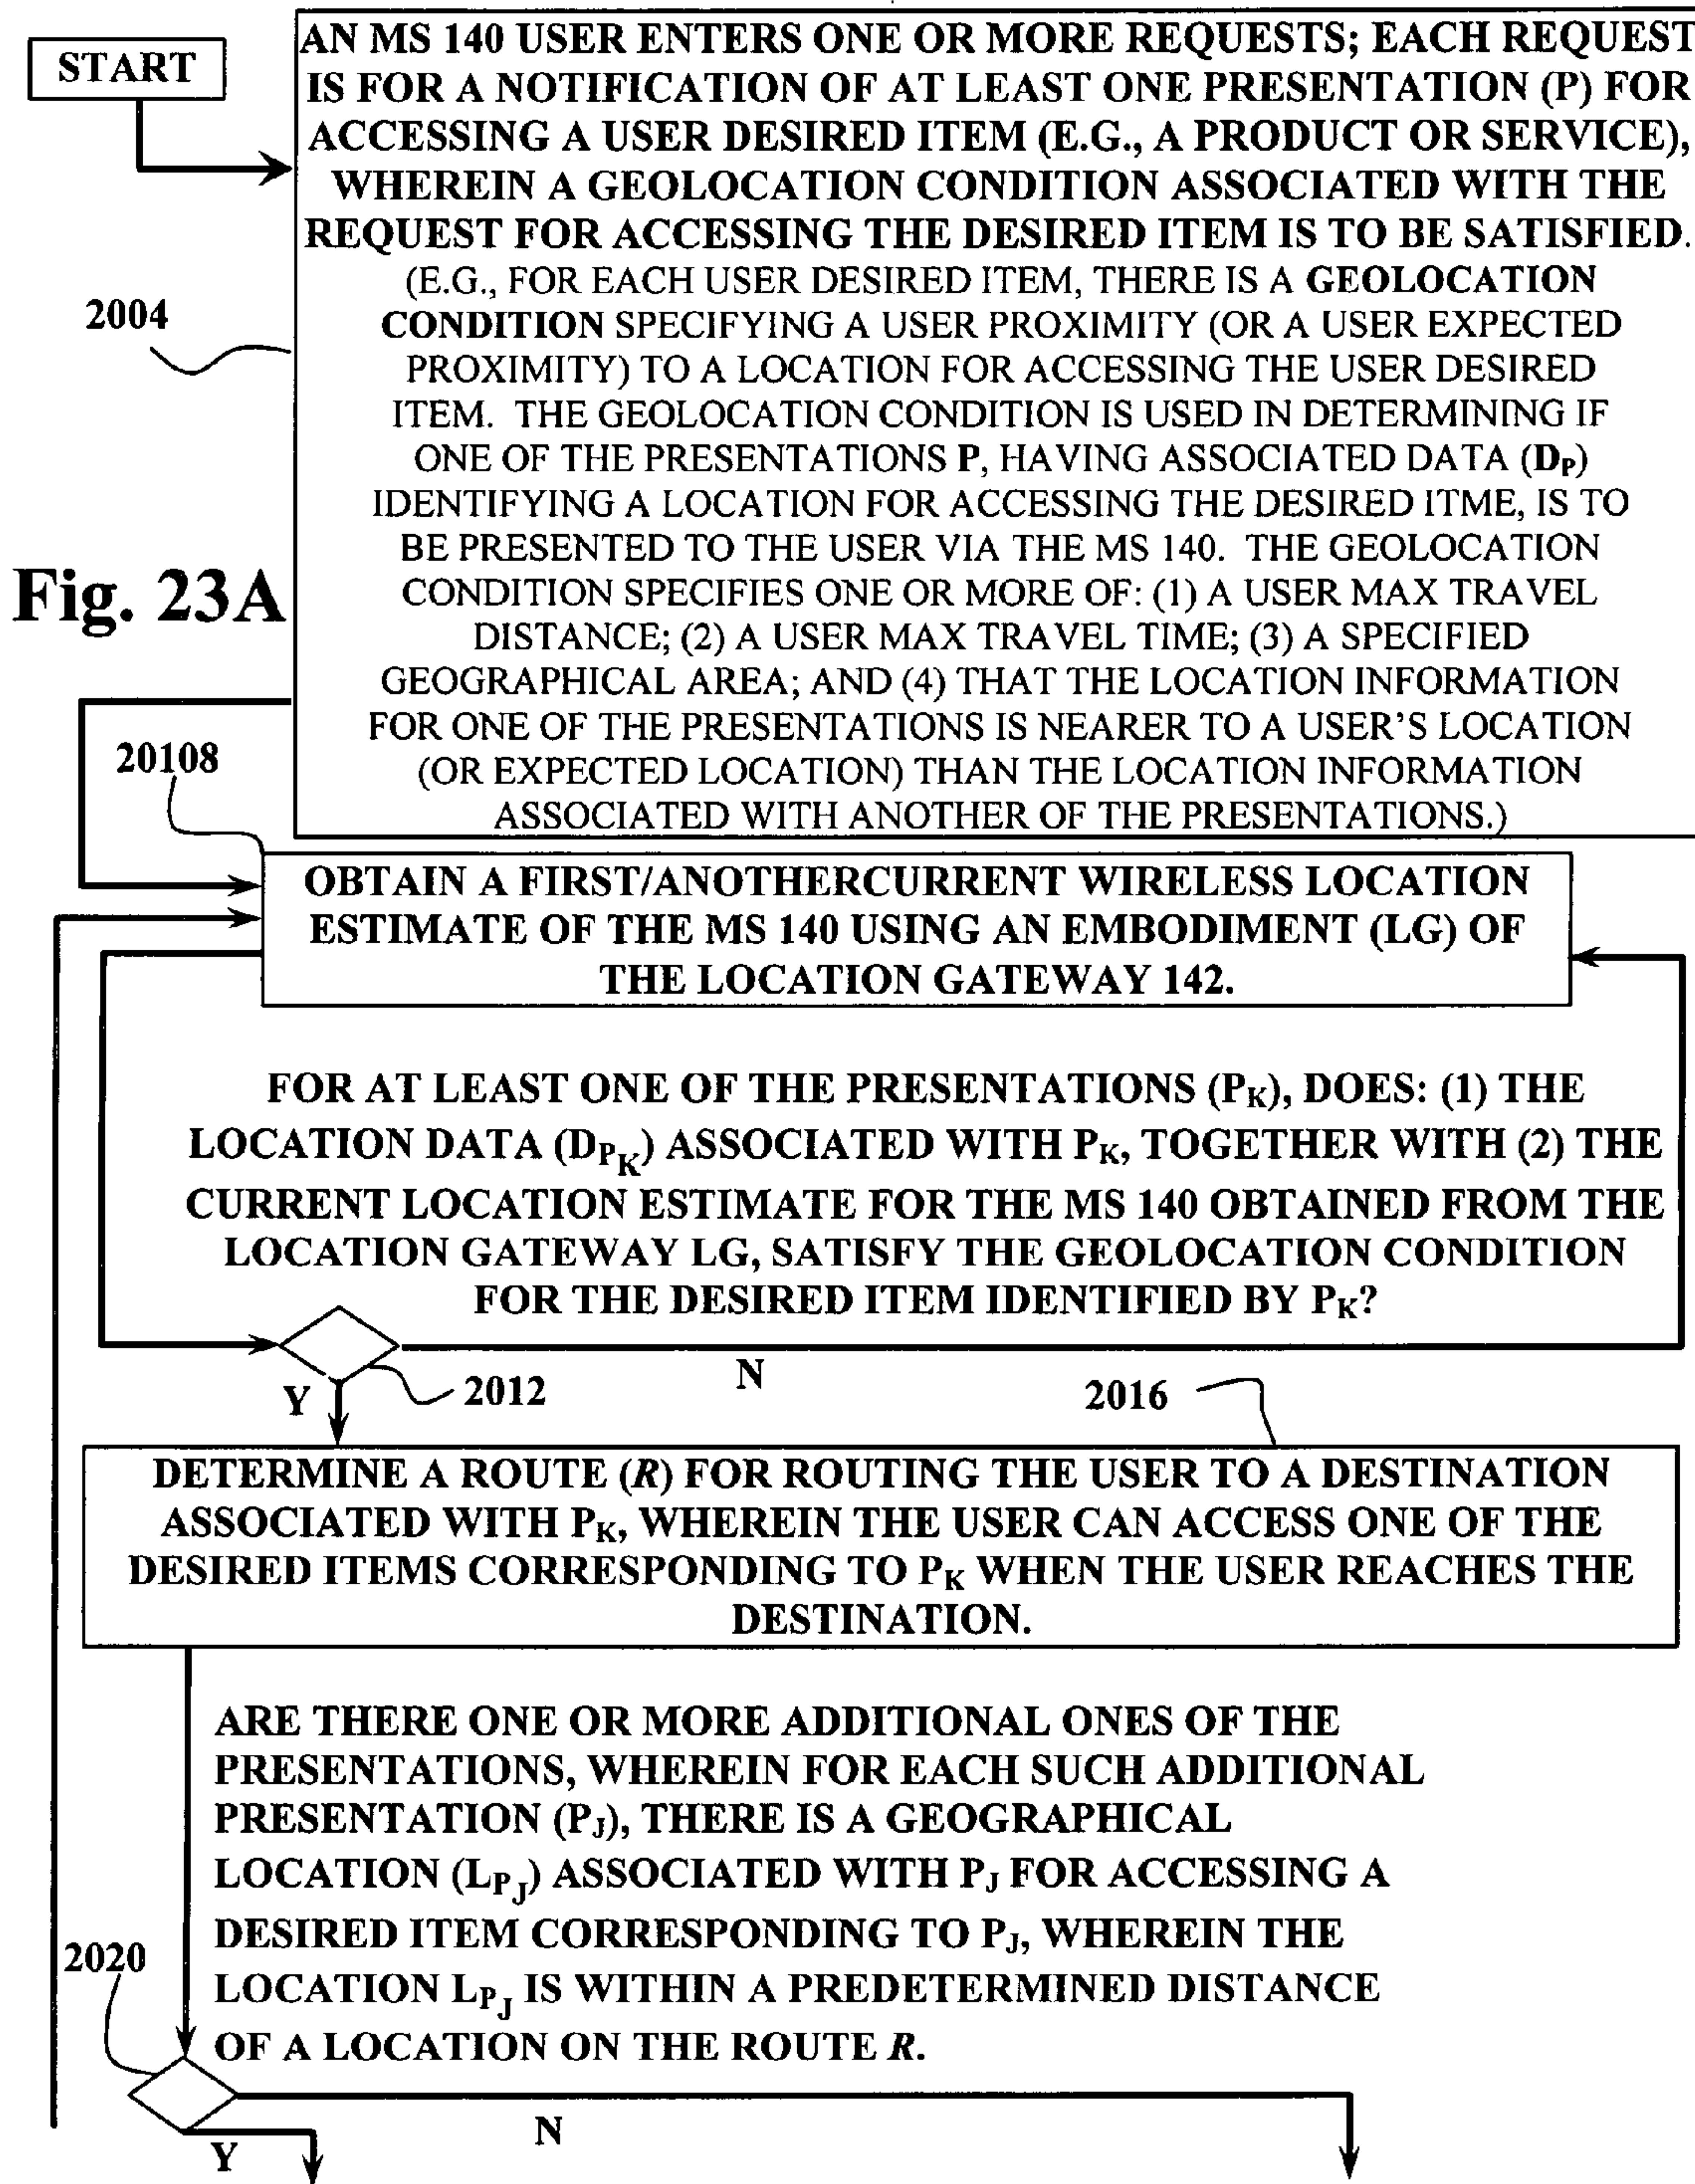 START
AN MS 140 USER ENTERS ONE OR MORE REQUESTS; EACH REQUEST
IS FOR A NOTIFICATION OF AT LEAST ONE PRESENTATION (P) FOR
ACCESSING A USER DESIRED ITEM (E.G., A PRODUCT OR SERVICE),
WHEREIN A GEOLOCATION CONDITION ASSOCIATED WITH THE
REQUEST FOR ACCESSING THE DESIRED ITEM IS TO BE SATISFIED.
(E.G., FOR EACH USER DESIRED ITEM, THERE IS A GEOLOCATION
CONDITION SPECIFYING A USER PROXIMITY (OR A USER EXPECTED
PROXIMITY) TO A LOCATION FOR ACCESSING THE USER DESIRED
ITEM. THE GEOLOCATION CONDITION IS USED IN DETERMINING IF
ONE OF THE PRESENTATIONS P, HAVING ASSOCIATED DATA (DP)
IDENTIFYING A LOCATION FOR ACCESSING THE DESIRED ITME, IS TO
BE PRESENTED TO THE USER VIA THE MS 140. THE GEOLOCATION
CONDITION SPECIFIES ONE OR MORE OF: (1) A USER MAX TRAVEL
DISTANCE; (2) A USER MAX TRAVEL TIME; (3) A SPECIFIED
GEOGRAPHICAL AREA; AND (4) THAT THE LOCATION INFORMATION
FOR ONE OF THE PRESENTATIONS IS NEARER TO A USER'S LOCATION
(OR EXPECTED LOCATION) THAN THE LOCATION INFORMATION
ASSOCIATED WITH ANOTHER OF THE PRESENTATIONS.)
2004
Fig. 23A
20108
OBTAIN A FIRST/ANOTHERCURRENT WIRELESS LOCATION
ESTIMATE OF THE MS 140 USING AN EMBODIMENT (LG) OF
THE LOCATION GATEWAY 142.
FOR AT LEAST ONE OF THE PRESENTATIONS (PK), DOES: (1) THE
LOCATION DATA (DPK) ASSOCIATED WITH PK, TOGETHER WITH (2) THE
CURRENT LOCATION ESTIMATE FOR THE MS 140 OBTAINED FROM THE
LOCATION GATEWAY LG, SATISFY THE GEOLOCATION CONDITION
FOR THE DESIRED ITEM IDENTIFIED BY PK?
N
Y
2012
2016
DETERMINE A ROUTE (R) FOR ROUTING THE USER TO A DESTINATION
ASSOCIATED WITH PK, WHEREIN THE USER CAN ACCESS ONE OF THE
DESIRED ITEMS CORRESPONDING TO PK WHEN THE USER REACHES THE
DESTINATION.
ARE THERE ONE OR MORE ADDITIONAL ONES OF THE
PRESENTATIONS, WHEREIN FOR EACH SUCH ADDITIONAL
PRESENTATION (PJ), THERE IS A GEOGRAPHICAL
LOCATION (LPJ) ASSOCIATED WITH PJ FOR ACCESSING A
DESIRED ITEM CORRESPONDING TO PJ, WHEREIN THE
LOCATION LPJ IS WITHIN A PREDETERMINED DISTANCE
OF A LOCATION ON THE ROUTE R.
2020
N
Y